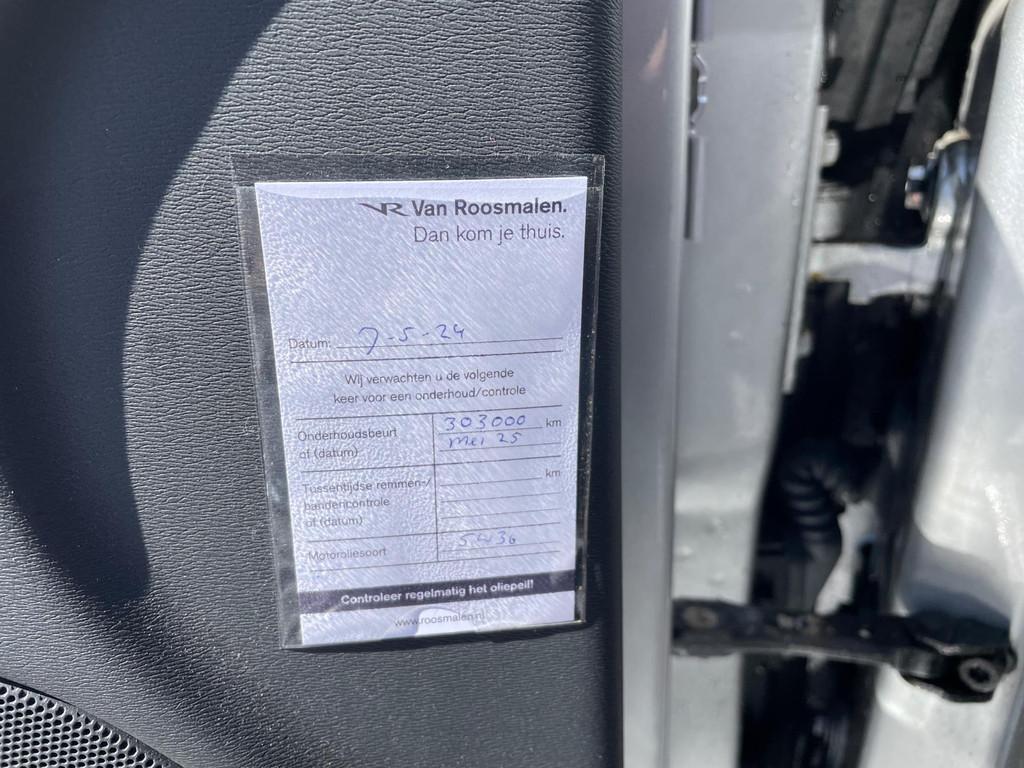 VR Van Roosmalen.
Dan kom je thuis.
Datum: 7-5-24
Wij verwachten u de volgende
keer voor een onderhoud/controle
Onderhoudsbeurt 303000 km
of (datum) mei 25
Tussentijdse remmen-/ km
bandencontrole
of (datum)
Motoroliesoort 5w30
Controleer regelmatig het oliepeil!
www.roosmalen.nl